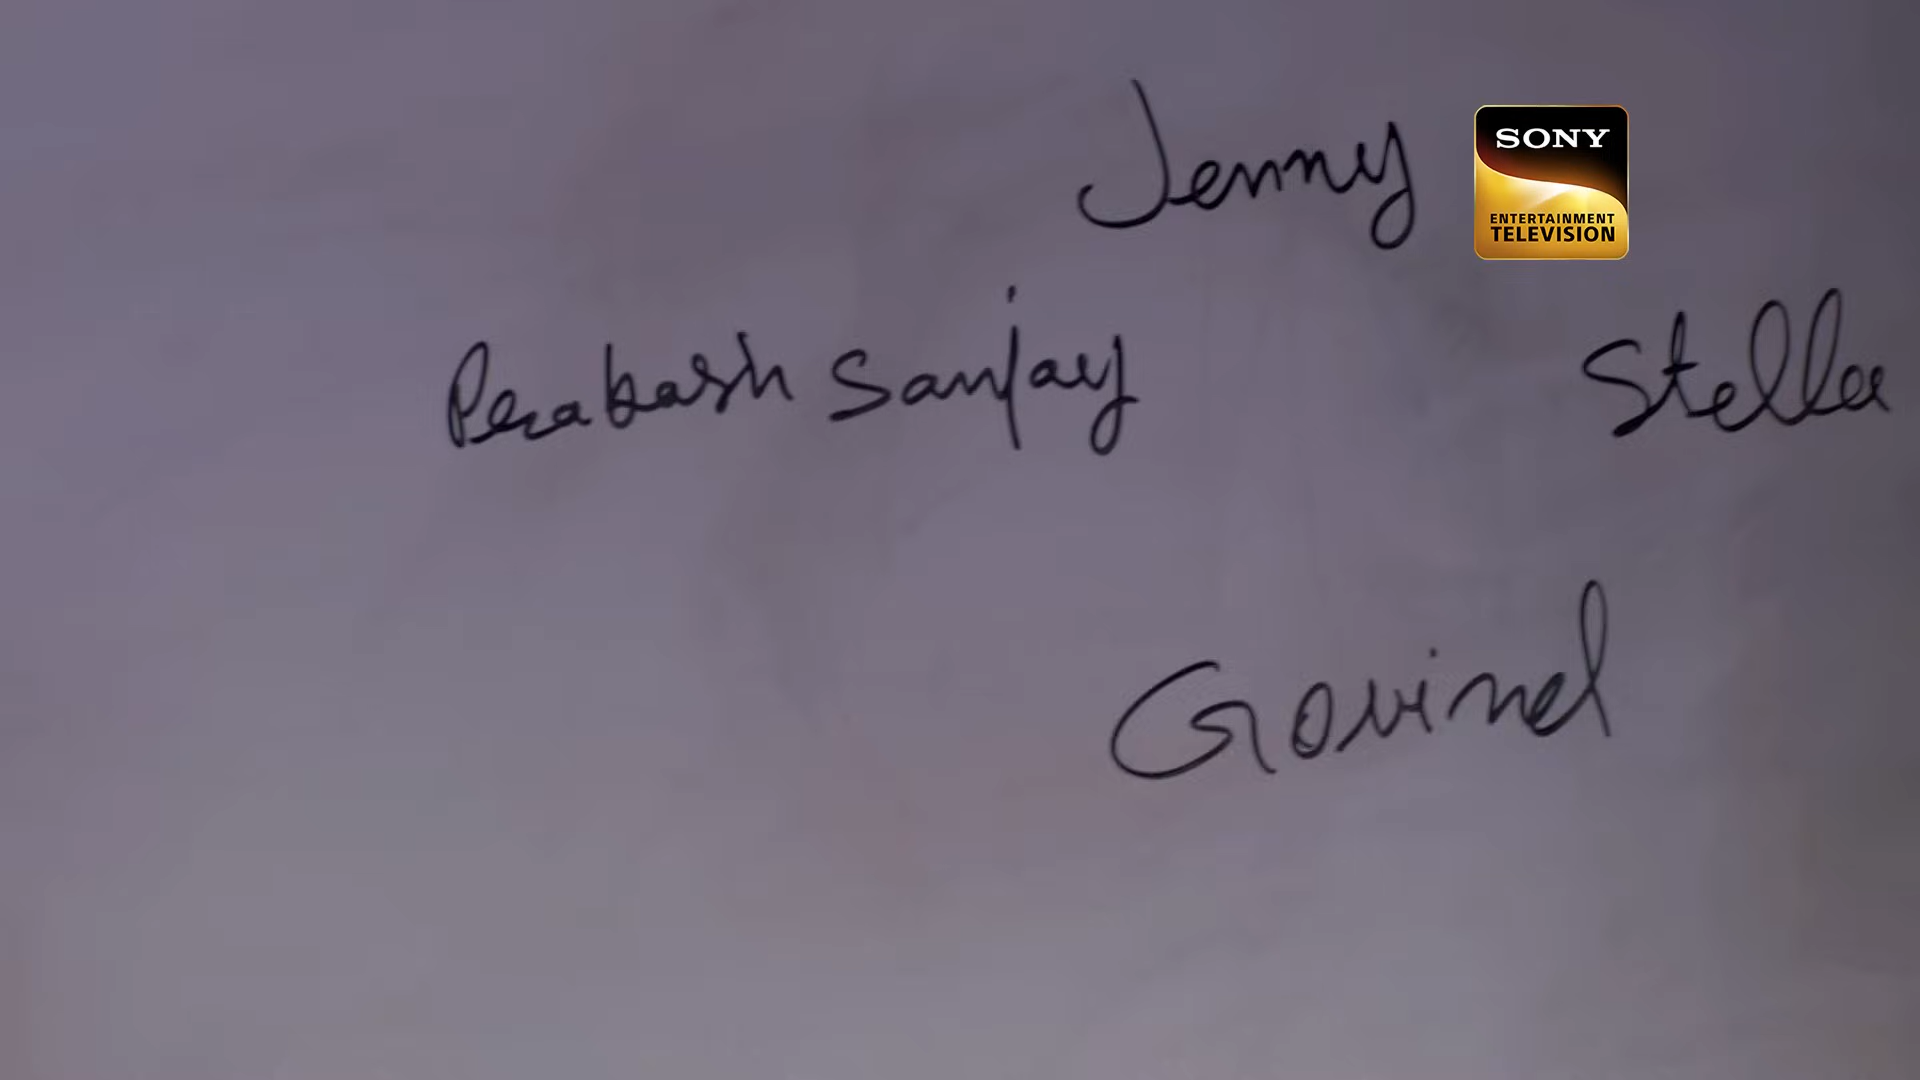 Jenny
SONY
ENTERTAINMENT
TELEVISION
Prakash Sanjay
Stella
Govind